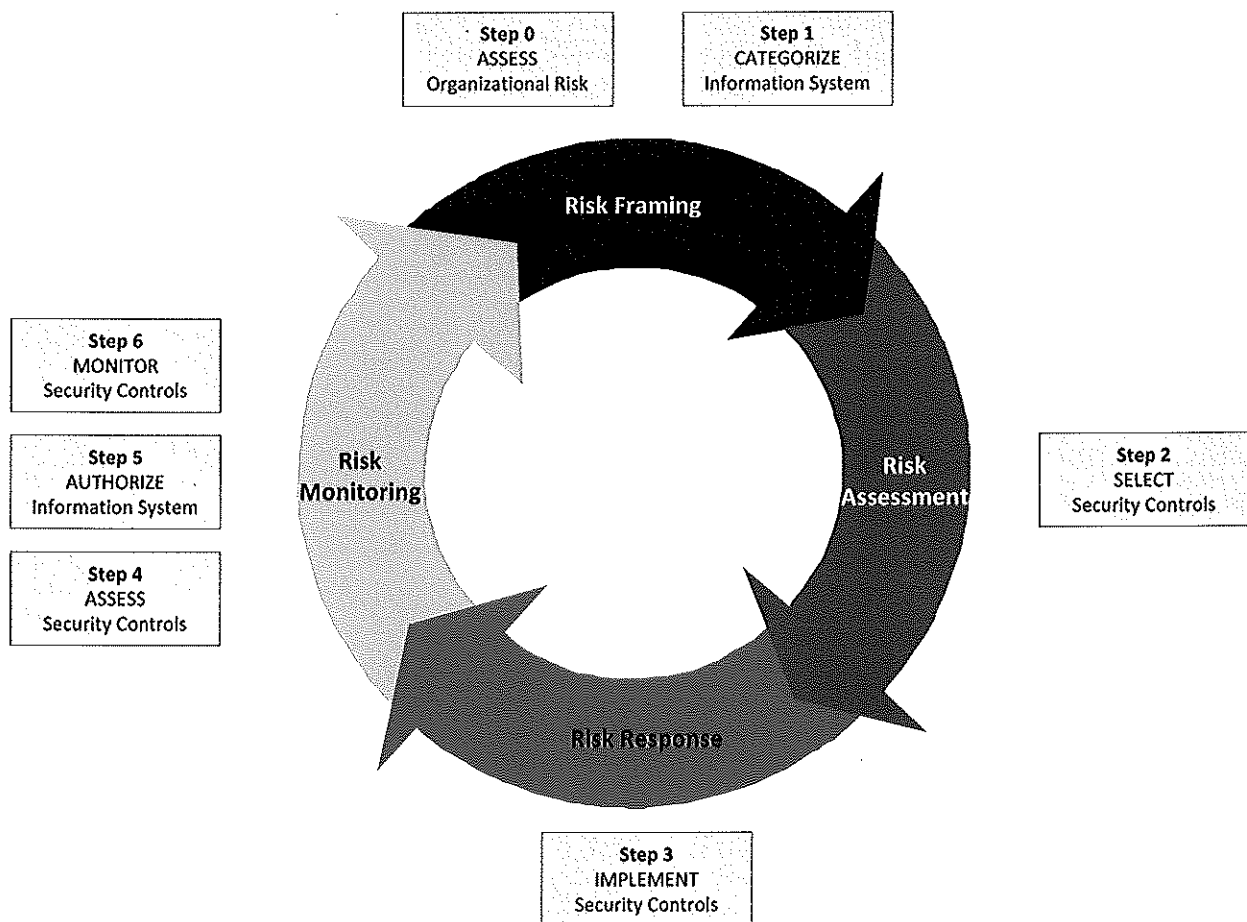 Step 0
ASSESS
Organizational Risk
Step 1
CATEGORIZE
Information System
Risk Framing
Step 6
MONITOR
Security Controls
Step 5
AUTHORIZE
Information System
Step 4
ASSESS
Security Controls
Risk
Monitoring
Risk
Assessment
Step 2
SELECT
Security Controls
Risk Response
Step 3
IMPLEMENT
Security Controls